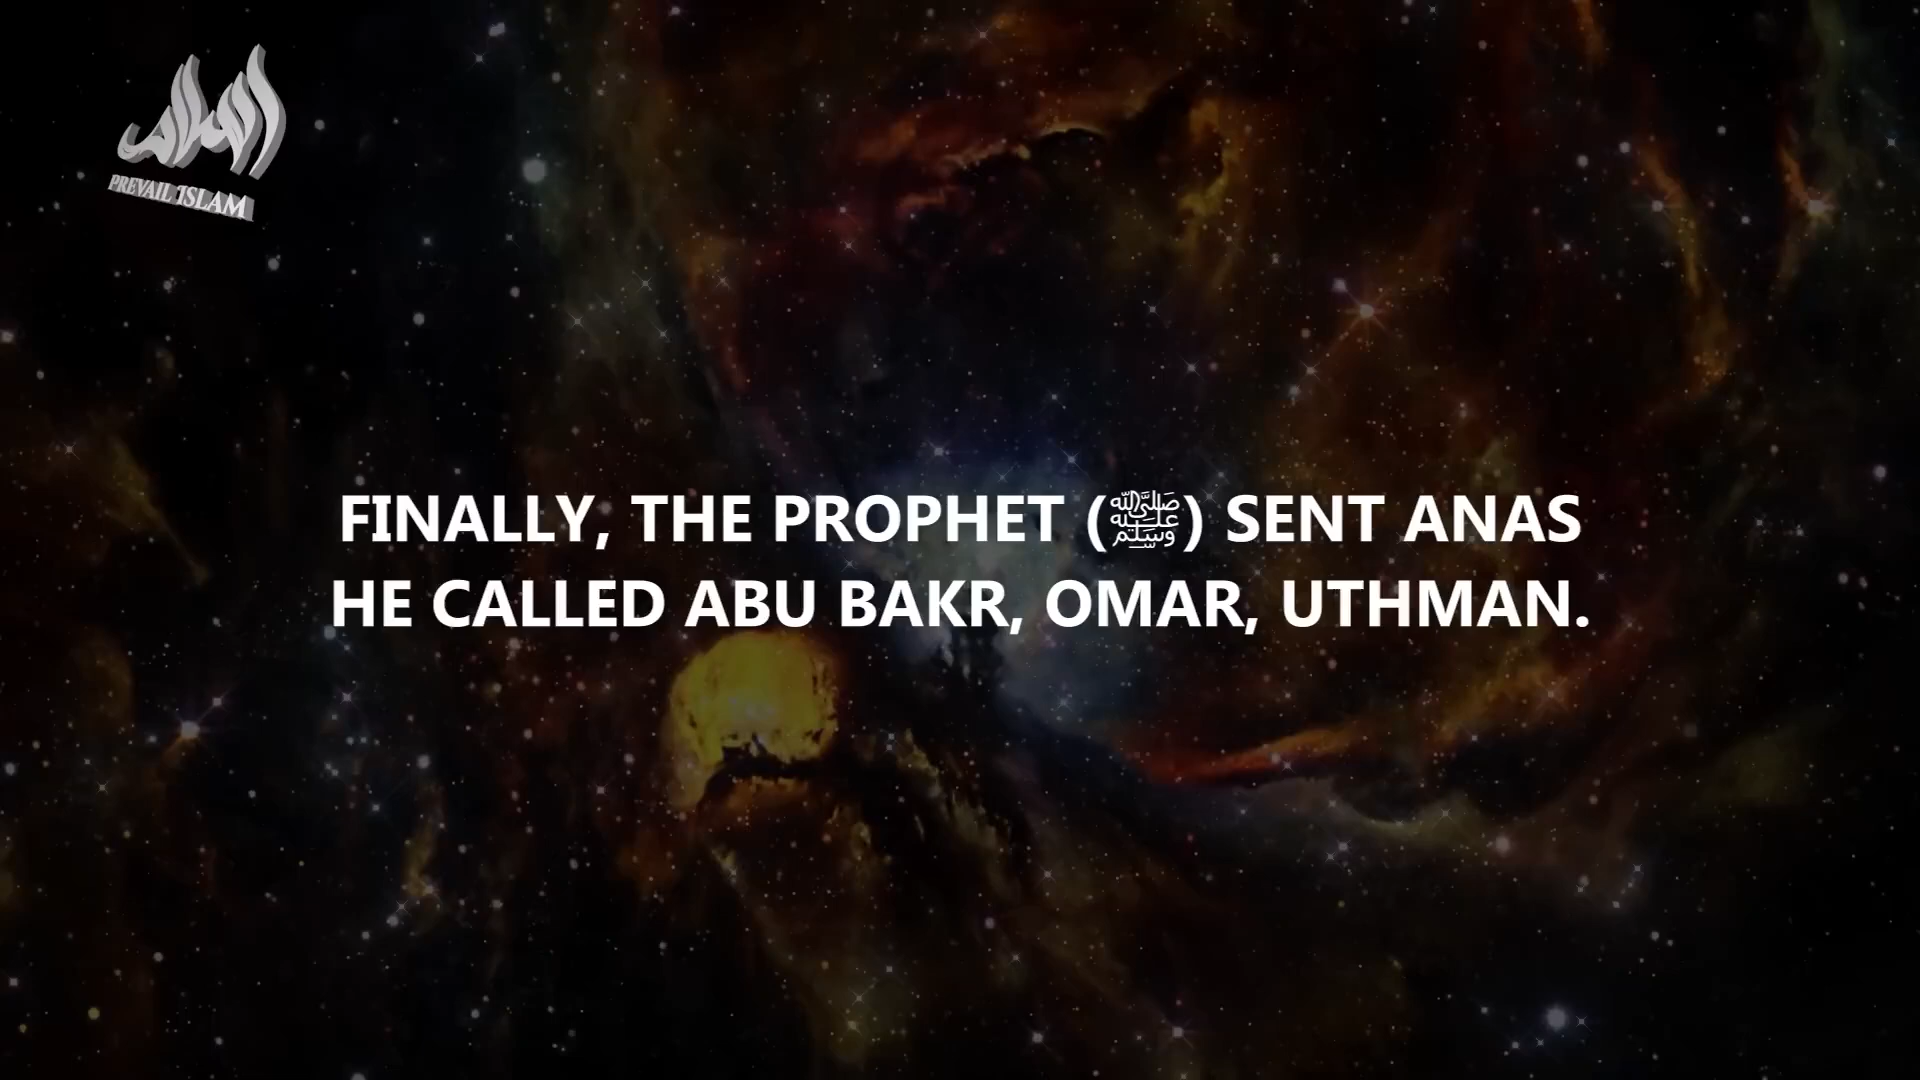 PREVAIL ISLAM
FINALLY, THE PROPHET (ﷺ) SENT ANAS
HE CALLED ABU BAKR, OMAR, UTHMAN.